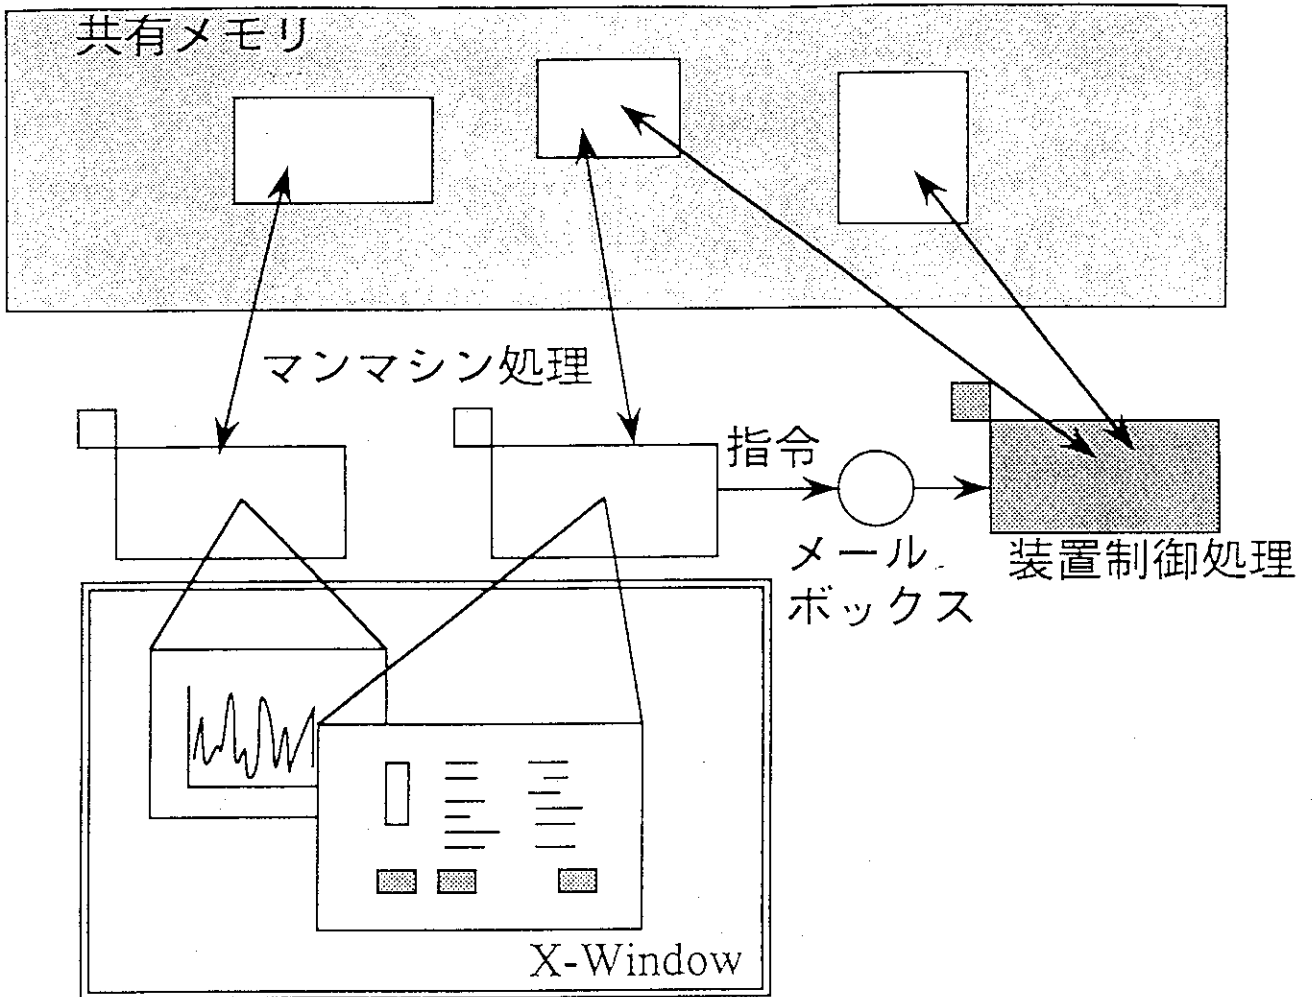 共有メモリ
マンマシン処理
指令
メール
ボックス
装置制御処理
X-Window